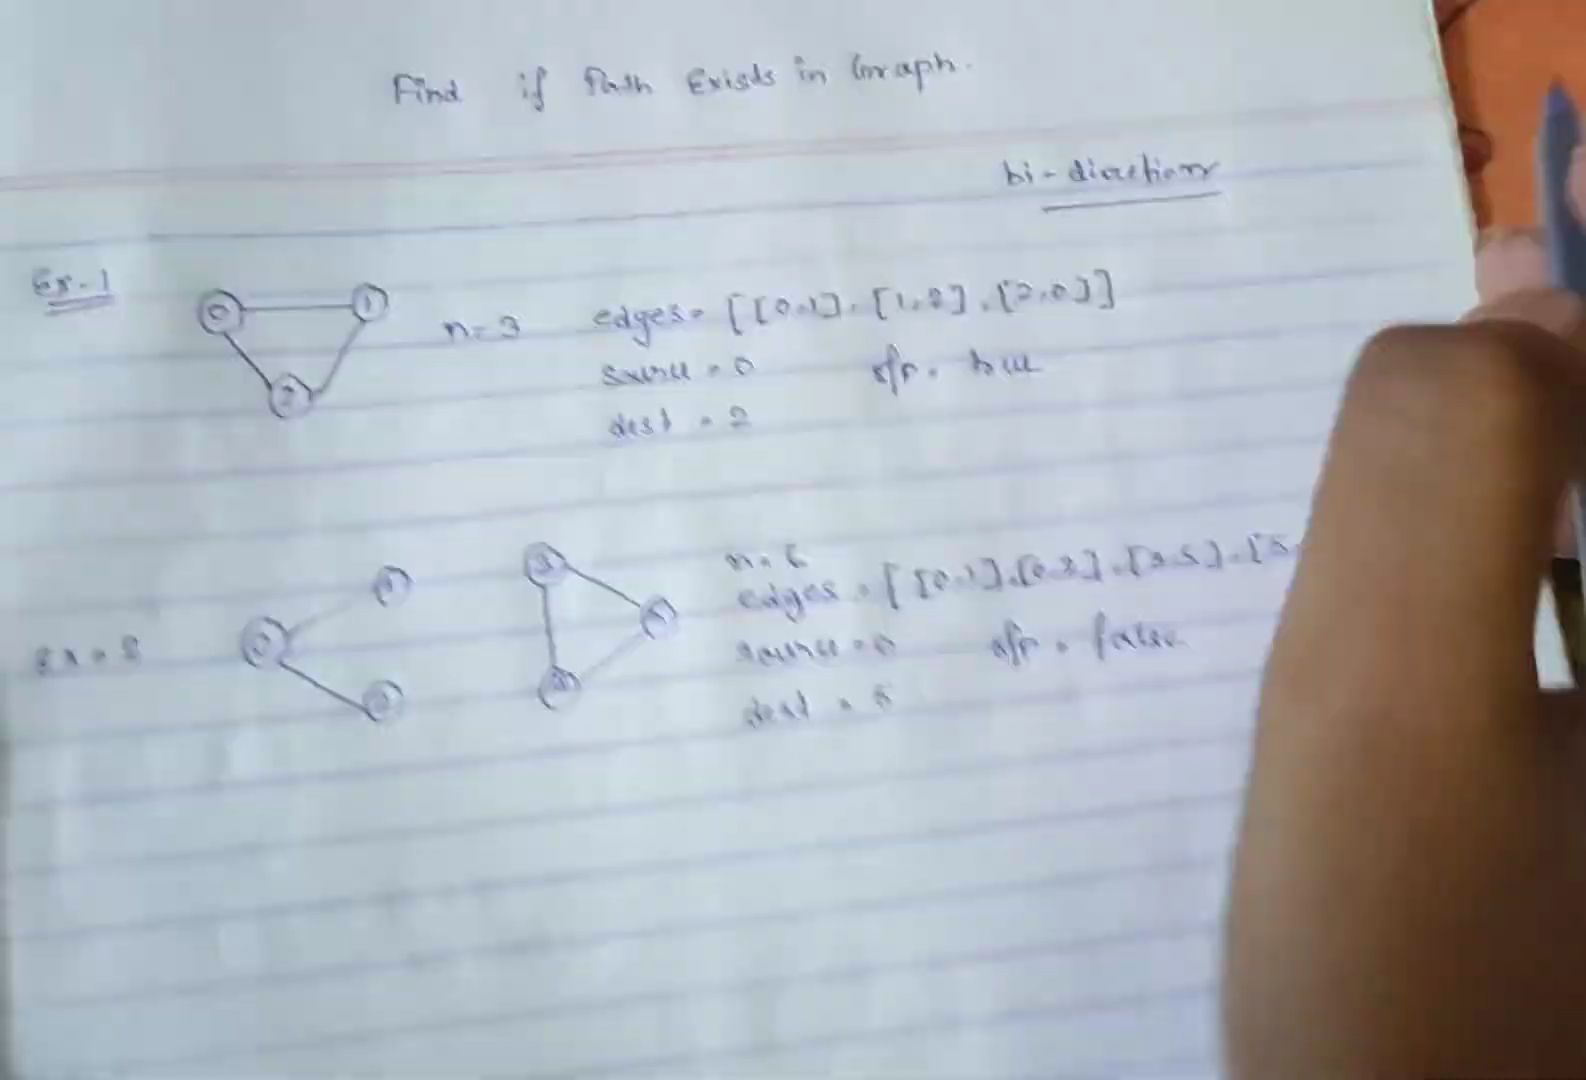 Find if Path Exists in Graph.
bi-direction
Ex-1
0 1 2
n=3 edges= [[0,1],[1,2],[2,0]]
source = 0 o/p = true
dest = 2
n=6
edges = [[0,1],[0,2],[3,5],[5,
source = 0 o/p = false
dest = 5